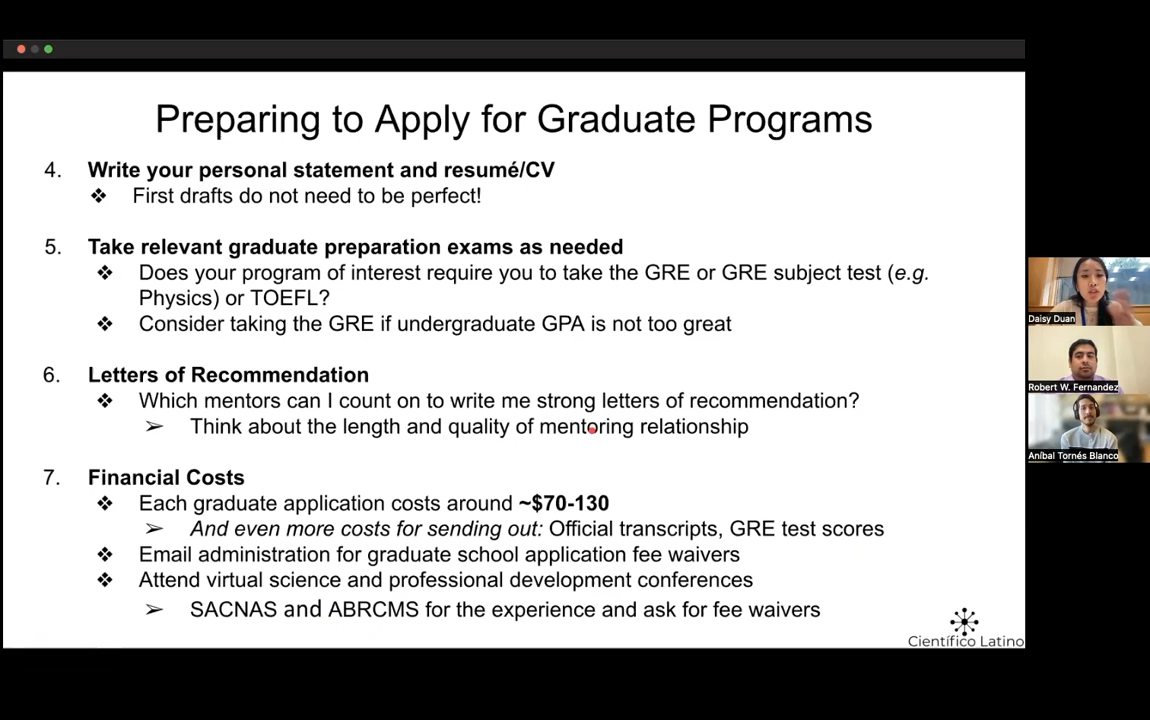 Preparing to Apply for Graduate Programs
4. Write your personal statement and resumé/CV
❖ First drafts do not need to be perfect!
5. Take relevant graduate preparation exams as needed
❖ Does your program of interest require you to take the GRE or GRE subject test (e.g.
Physics) or TOEFL?
❖ Consider taking the GRE if undergraduate GPA is not too great
6. Letters of Recommendation
❖ Which mentors can I count on to write me strong letters of recommendation?
➢ Think about the length and quality of mentoring relationship
7. Financial Costs
❖ Each graduate application costs around ~$70-130
➢ And even more costs for sending out: Official transcripts, GRE test scores
❖ Email administration for graduate school application fee waivers
❖ Attend virtual science and professional development conferences
➢ SACNAS and ABRCMS for the experience and ask for fee waivers
Científico Latino
Daisy Duan
Robert W. Fernandez
Aníbal Tornés Blanco